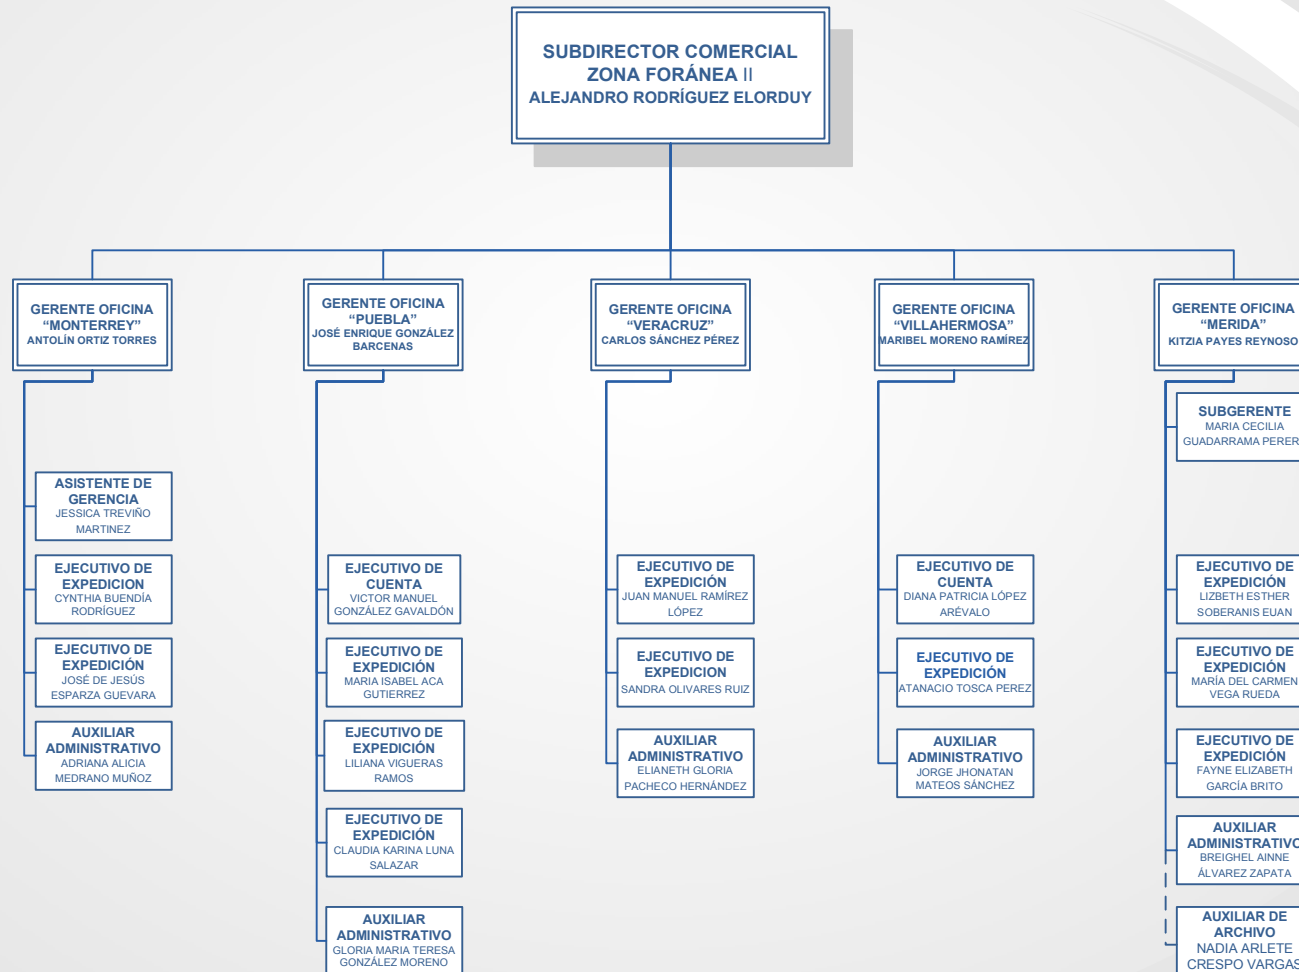 SUBDIRECTOR COMERCIAL
ZONA FORÁNEA II
ALEJANDRO RODRÍGUEZ ELORDUY
GERENTE OFICINA
“MONTERREY”
ANTOLÍN ORTIZ TORRES
GERENTE OFICINA
“PUEBLA”
JOSÉ ENRIQUE GONZÁLEZ
BARCENAS
GERENTE OFICINA
“VERACRUZ”
CARLOS SÁNCHEZ PÉREZ
GERENTE OFICINA
“VILLAHERMOSA”
MARIBEL MORENO RAMÍREZ
GERENTE OFICINA
“MERIDA”
KITZIA PAYES REYNOSO
ASISTENTE DE
GERENCIA
JESSICA TREVIÑO
MARTINEZ
EJECUTIVO DE
EXPEDICION
CYNTHIA BUENDÍA
RODRÍGUEZ
EJECUTIVO DE
EXPEDICIÓN
JOSÉ DE JESÚS
ESPARZA GUEVARA
AUXILIAR
ADMINISTRATIVO
ADRIANA ALICIA
MEDRANO MUÑOZ
EJECUTIVO DE
CUENTA
VICTOR MANUEL
GONZÁLEZ GAVALDÓN
EJECUTIVO DE
EXPEDICIÓN
MARIA ISABEL ACA
GUTIERREZ
EJECUTIVO DE
EXPEDICIÓN
LILIANA VIGUERAS
RAMOS
EJECUTIVO DE
EXPEDICIÓN
CLAUDIA KARINA LUNA
SALAZAR
AUXILIAR
ADMINISTRATIVO
GLORIA MARIA TERESA
GONZÁLEZ MORENO
EJECUTIVO DE
EXPEDICIÓN
JUAN MANUEL RAMÍREZ
LÓPEZ
EJECUTIVO DE
EXPEDICION
SANDRA OLIVARES RUIZ
AUXILIAR
ADMINISTRATIVO
ELIANETH GLORIA
PACHECO HERNÁNDEZ
EJECUTIVO DE
CUENTA
DIANA PATRICIA LÓPEZ
ARÉVALO
EJECUTIVO DE
EXPEDICIÓN
ATANACIO TOSCA PEREZ
AUXILIAR
ADMINISTRATIVO
JORGE JHONATAN
MATEOS SÁNCHEZ
SUBGERENTE
MARIA CECILIA
GUADARRAMA PERER
EJECUTIVO DE
EXPEDICIÓN
LIZBETH ESTHER
SOBERANIS EUAN
EJECUTIVO DE
EXPEDICIÓN
MARÍA DEL CARMEN
VEGA RUEDA
EJECUTIVO DE
EXPEDICIÓN
FAYNE ELIZABETH
GARCÍA BRITO
AUXILIAR
ADMINISTRATIVO
BREIGHEL AINNE
ÁLVAREZ ZAPATA
AUXILIAR DE
ARCHIVO
NADIA ARLETE
CRESPO VARGAS